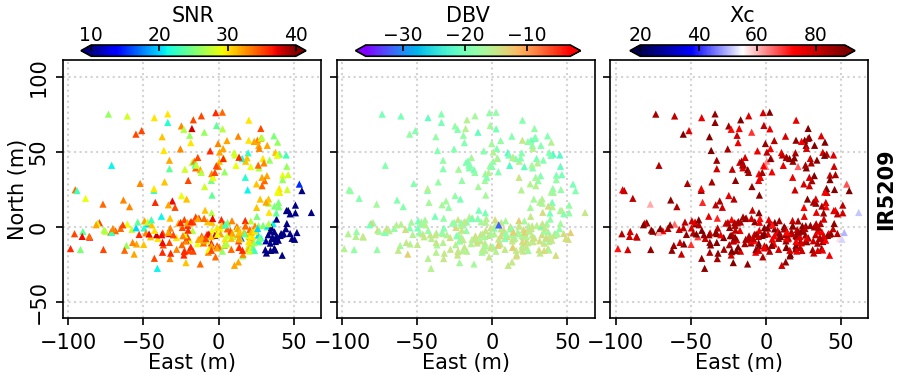 SNR DBV Xc
10 20 30 40 −30 −20 −10 20 40 60 80
100
50
0
−50
North (m)
IR5209
−100 −50 0 50 −100 −50 0 50 −100 −50 0 50
East (m) East (m) East (m)